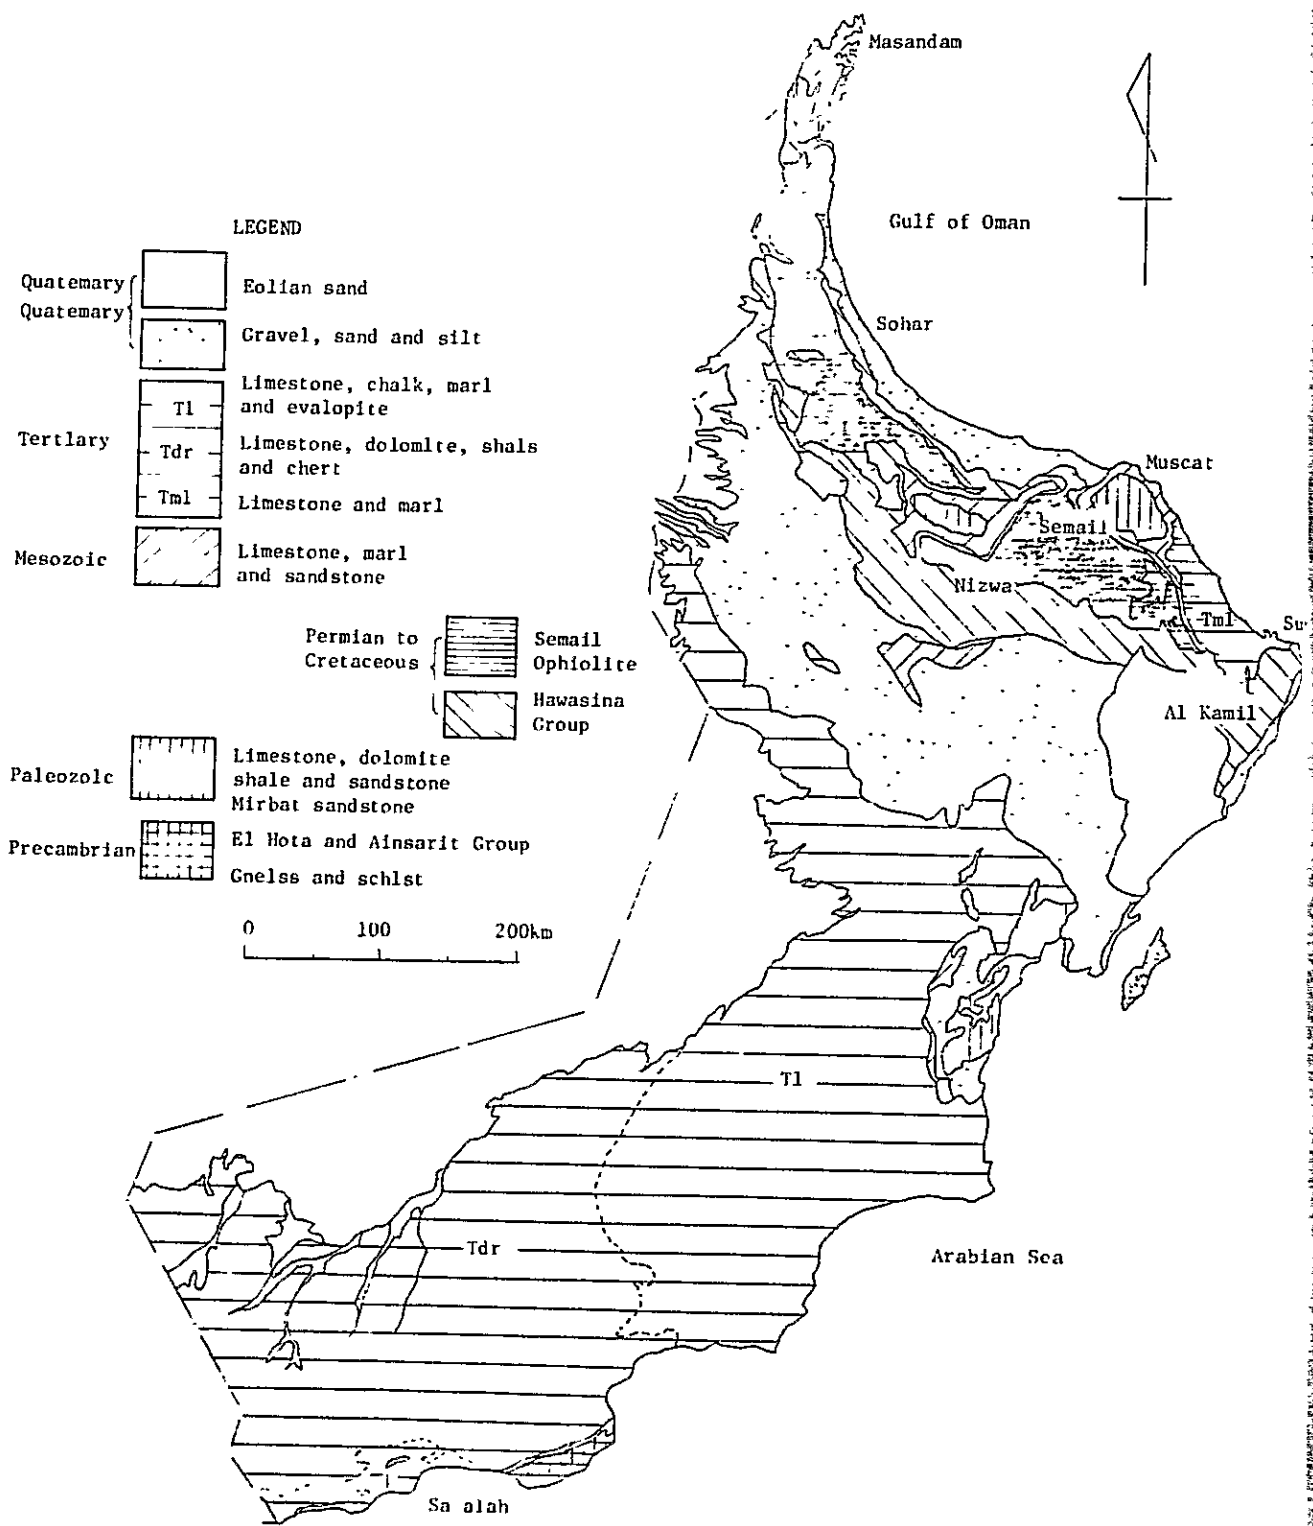 Masandam
Gulf of Oman
Sohar
Muscat
Semail
Nizwa
Tml
Su
Al Kamil
LEGEND
Quatemary
Quatemary
Eolian sand
Gravel, sand and silt
Tertlary
Tl
Limestone, chalk, marl
and evalopite
Tdr
Limestone, dolomlte, shals
and chert
Tml
Limestone and marl
Mesozoic
Limestone, marl
and sandstone
Permian to
Cretaceous
Semail
Ophiolite
Hawasina
Group
Paleozolc
Limestone, dolomite
shale and sandstone
Mirbat sandstone
Precambrian
El Hota and Ainsarit Group
Gnelss and schlst
0 100 200km
Tl
Tdr
Arabian Sea
Sa alah